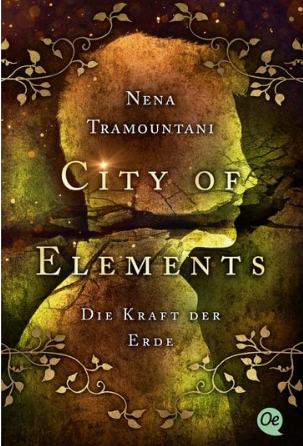 Nena
Tramountani
City of
Elements
Die Kraft der
Erde
Oe